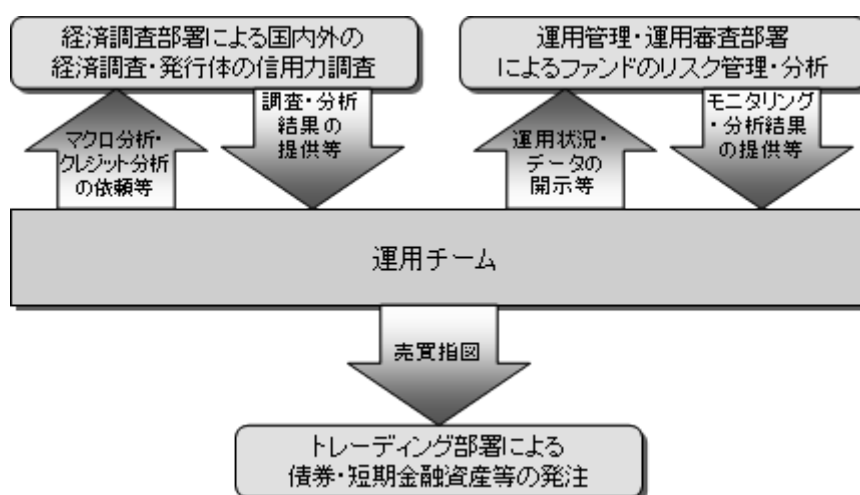 経済調査部署による国内外の
経済調査・発行体の信用力調査
運用管理・運用審査部署
によるファンドのリスク管理・分析
マクロ分析・
クレジット分析
の依頼等
調査・分析
結果の
提供等
運用状況・
データの
開示等
モニタリング
・分析結果
の提供等
運用チーム
売買指図
トレーディング部署による
債券・短期金融資産等の発注